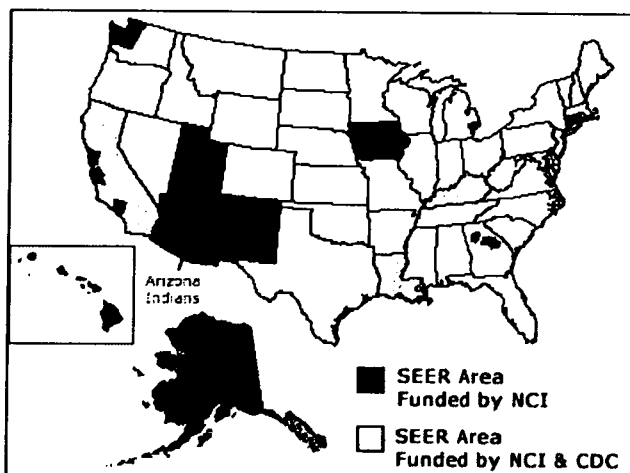 Arizona
Indians
SEER Area
Funded by NCI
SEER Area
Funded by NCI & CDC